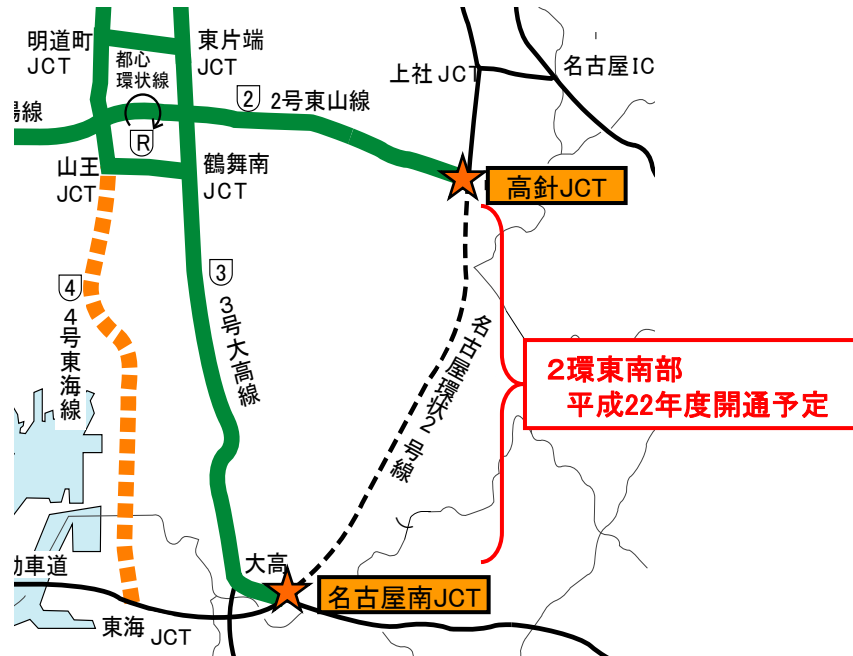 明道町
JCT
東片端
JCT
都心
環状線
上社JCT
名古屋IC
2
2号東山線
場線
R
山王
JCT
鶴舞南
JCT
高針JCT
4
4号東海線
3
3号大高線
名古屋環状2号線
2環東南部
平成22年度開通予定
動車道
大高
名古屋南JCT
東海
JCT